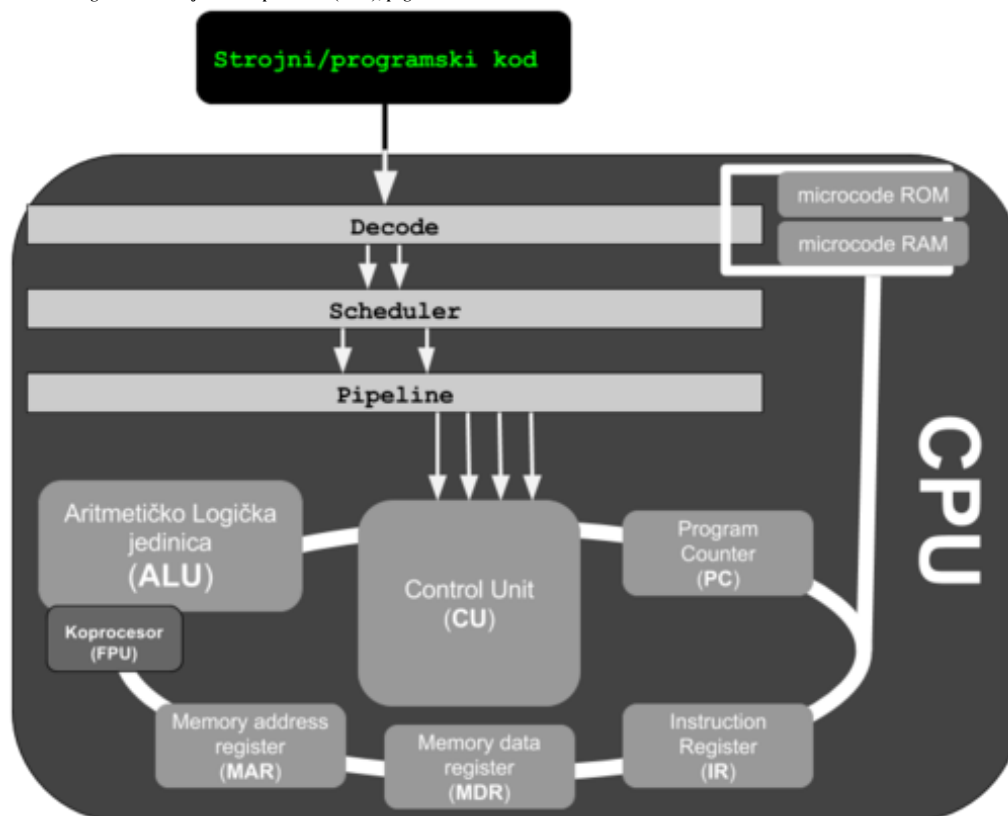 Strojni/programski kod
microcode ROM
microcode RAM
Decode
Scheduler
Pipeline
CPU
Aritmetičko Logička
jedinica
(ALU)
Koprocesor
(FPU)
Control Unit
(CU)
Program
Counter
(PC)
Memory address
register
(MAR)
Memory data
register
(MDR)
Instruction
Register
(IR)